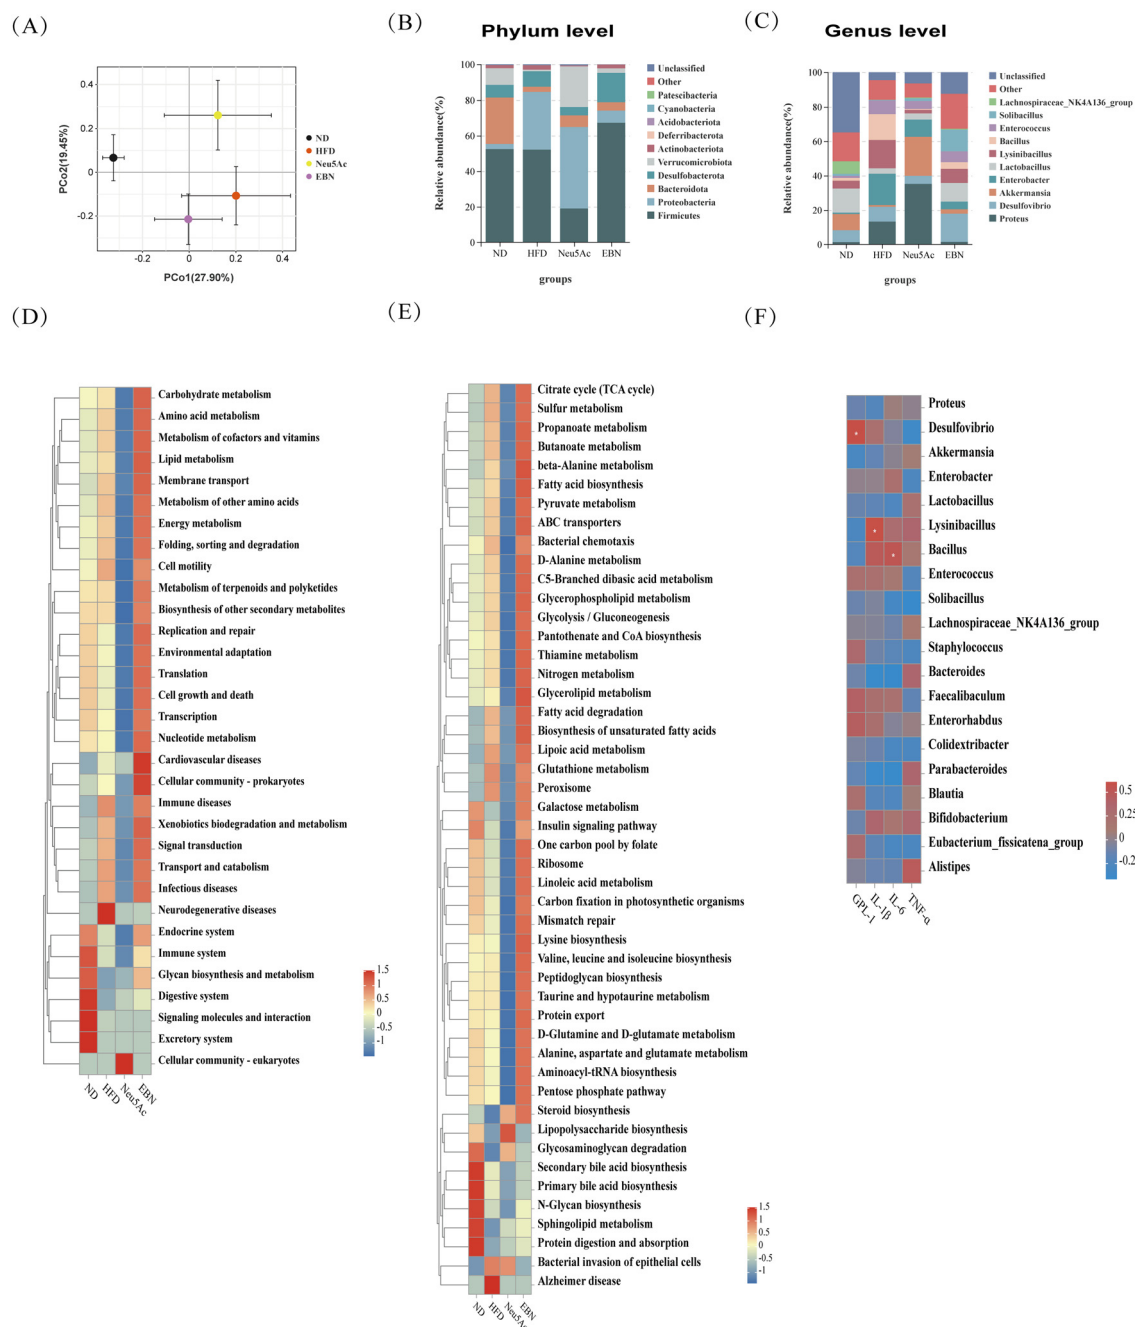 (A)
0.4
0.2
0
-0.2
PCo2(19.45%)
-0.2
0
0.2
0.4
PCo1(27.90%)
ND
HFD
Neu5Ac
EBN
(B)
Phylum level
100
80
60
40
20
0
Relative abundance(%)
ND
HFD
Neu5Ac
EBN
groups
Unclassified
Other
Patescibacteria
Cyanobacteria
Acidobacteriota
Deferribacterota
Actinobacteriota
Verrucomicrobiota
Desulfobacterota
Bacteroidota
Proteobacteria
Firmicutes
(C)
Genus level
100
80
60
40
20
0
Relative abundance(%)
ND
HFD
Neu5Ac
EBN
groups
Unclassified
Other
Lachnospiraceae_NK4A136_group
Solibacillus
Enterococcus
Bacillus
Lysinibacillus
Lactobacillus
Enterobacter
Akkermansia
Desulfovibrio
Proteus
(D)
Carbohydrate metabolism
Amino acid metabolism
Metabolism of cofactors and vitamins
Lipid metabolism
Membrane transport
Metabolism of other amino acids
Energy metabolism
Folding, sorting and degradation
Cell motility
Metabolism of terpenoids and polyketides
Biosynthesis of other secondary metabolites
Replication and repair
Environmental adaptation
Translation
Cell growth and death
Transcription
Nucleotide metabolism
Cardiovascular diseases
Cellular community - prokaryotes
Immune diseases
Xenobiotics biodegradation and metabolism
Signal transduction
Transport and catabolism
Infectious diseases
Neurodegenerative diseases
Endocrine system
Immune system
Glycan biosynthesis and metabolism
Digestive system
Signaling molecules and interaction
Excretory system
Cellular community - eukaryotes
ND
HFD
Neu5Ac
EBN
1.5
1
0.5
0
-0.5
-1
(E)
Citrate cycle (TCA cycle)
Sulfur metabolism
Propanoate metabolism
Butanoate metabolism
beta-Alanine metabolism
Fatty acid biosynthesis
Pyruvate metabolism
ABC transporters
Bacterial chemotaxis
D-Alanine metabolism
C5-Branched dibasic acid metabolism
Glycerophospholipid metabolism
Glycolysis / Gluconeogenesis
Pantothenate and CoA biosynthesis
Thiamine metabolism
Nitrogen metabolism
Glycerolipid metabolism
Fatty acid degradation
Biosynthesis of unsaturated fatty acids
Lipoic acid metabolism
Glutathione metabolism
Peroxisome
Galactose metabolism
Insulin signaling pathway
One carbon pool by folate
Ribosome
Linoleic acid metabolism
Carbon fixation in photosynthetic organisms
Mismatch repair
Lysine biosynthesis
Valine, leucine and isoleucine biosynthesis
Peptidoglycan biosynthesis
Taurine and hypotaurine metabolism
Protein export
D-Glutamine and D-glutamate metabolism
Alanine, aspartate and glutamate metabolism
Aminoacyl-tRNA biosynthesis
Pentose phosphate pathway
Steroid biosynthesis
Lipopolysaccharide biosynthesis
Glycosaminoglycan degradation
Secondary bile acid biosynthesis
Primary bile acid biosynthesis
N-Glycan biosynthesis
Sphingolipid metabolism
Protein digestion and absorption
Bacterial invasion of epithelial cells
Alzheimer disease
ND
HFD
Neu5Ac
EBN
1.5
1
0.5
0
-0.5
-1
(F)
Proteus
Desulfovibrio
Akkermansia
Enterobacter
Lactobacillus
Lysinibacillus
Bacillus
Enterococcus
Solibacillus
Lachnospiraceae_NK4A136_group
Staphylococcus
Bacteroides
Faecalibaculum
Enterorhabdus
Colidextribacter
Parabacteroides
Blautia
Bifidobacterium
Eubacterium_fissicatena_group
Alistipes
GPL-1
IL-1β
IL-6
TNF-α
0.5
0.25
0
-0.2